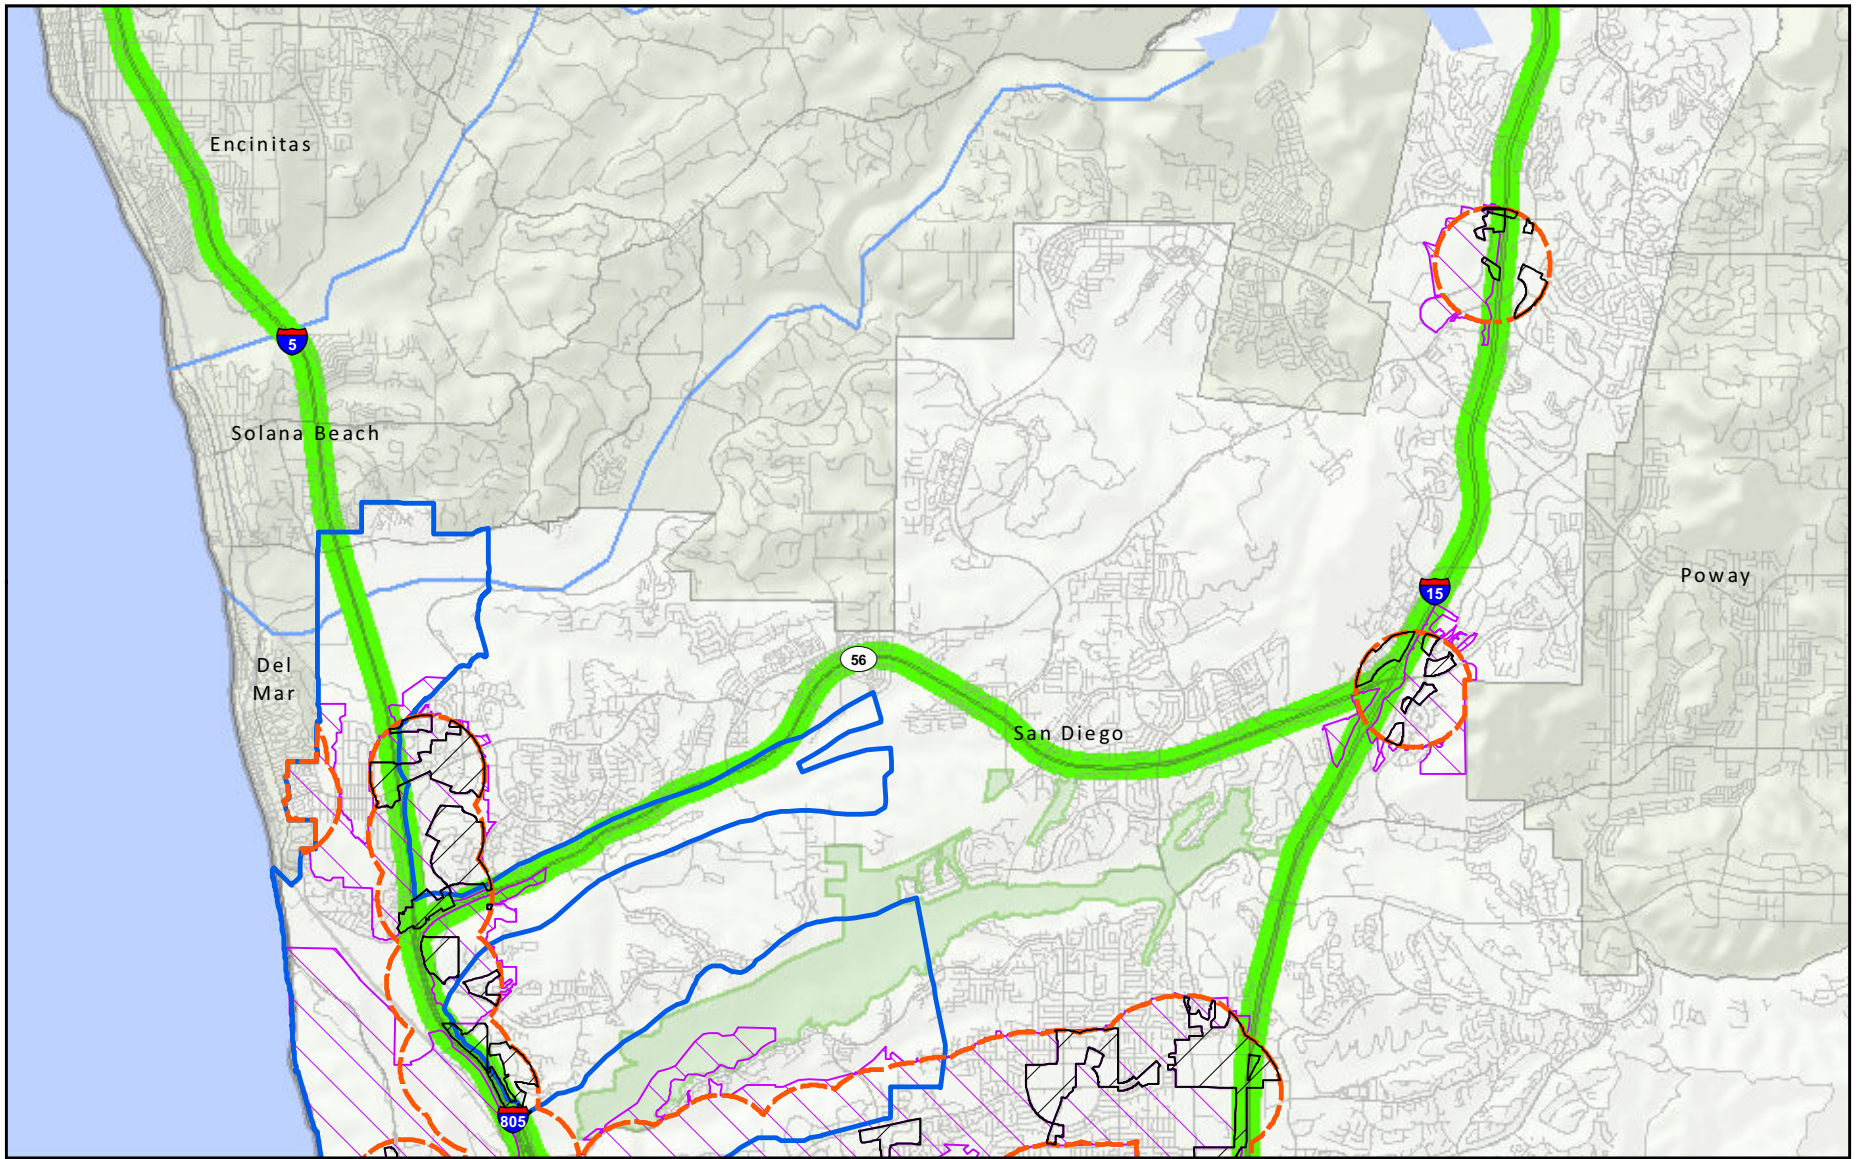 Encinitas
5
Solana Beach
15
Poway
Del
Mar
56
San Diego
805